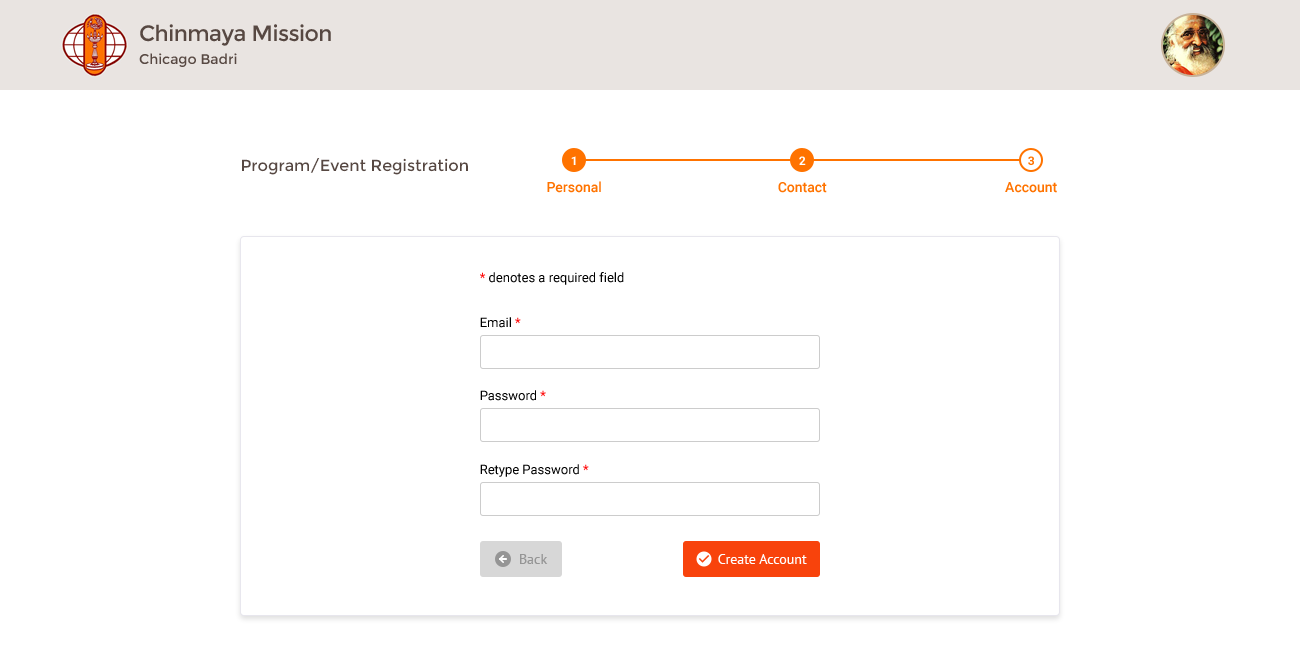 Chinmaya Mission
Chicago Badri
Program/Event Registration
1
2
3
Personal
Contact
Account
* denotes a required field
Email *
Password *
Retype Password *
Back
Create Account